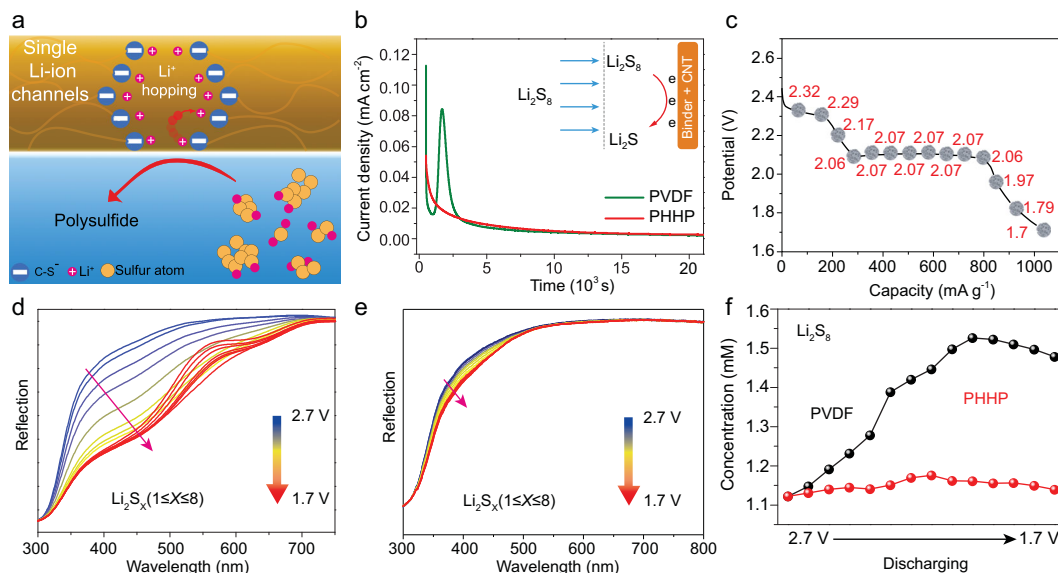 a
Single
Li-ion
channels
Li⁺
hopping
Polysulfide
C-S⁻ Li⁺ Sulfur atom
b
Current density (mA cm⁻²)
0.12
0.10
0.08
0.06
0.04
0.02
0.00
Li₂S₈
Li₂S₈
Li₂S
e
e
e
Binder + CNT
PVDF
PHHP
0 5 10 15 20
Time (10³ s)
c
Potential (V)
2.6
2.4
2.2
2.0
1.8
1.6
2.32
2.29
2.17
2.06
2.07
2.07
2.07
2.07
2.07
2.07
2.07
2.06
1.97
1.79
1.7
0 200 400 600 800 1000
Capacity (mA g⁻¹)
d
Reflection
2.7 V
1.7 V
Li₂Sₓ(1≤X≤8)
300 400 500 600 700
Wavelength (nm)
e
Reflection
2.7 V
1.7 V
Li₂Sₓ(1≤X≤8)
300 400 500 600 700 800
Wavelength (nm)
f
Concentration (mM)
1.6
1.5
1.4
1.3
1.2
1.1
Li₂S₈
PVDF
PHHP
2.7 V 1.7 V
Discharging